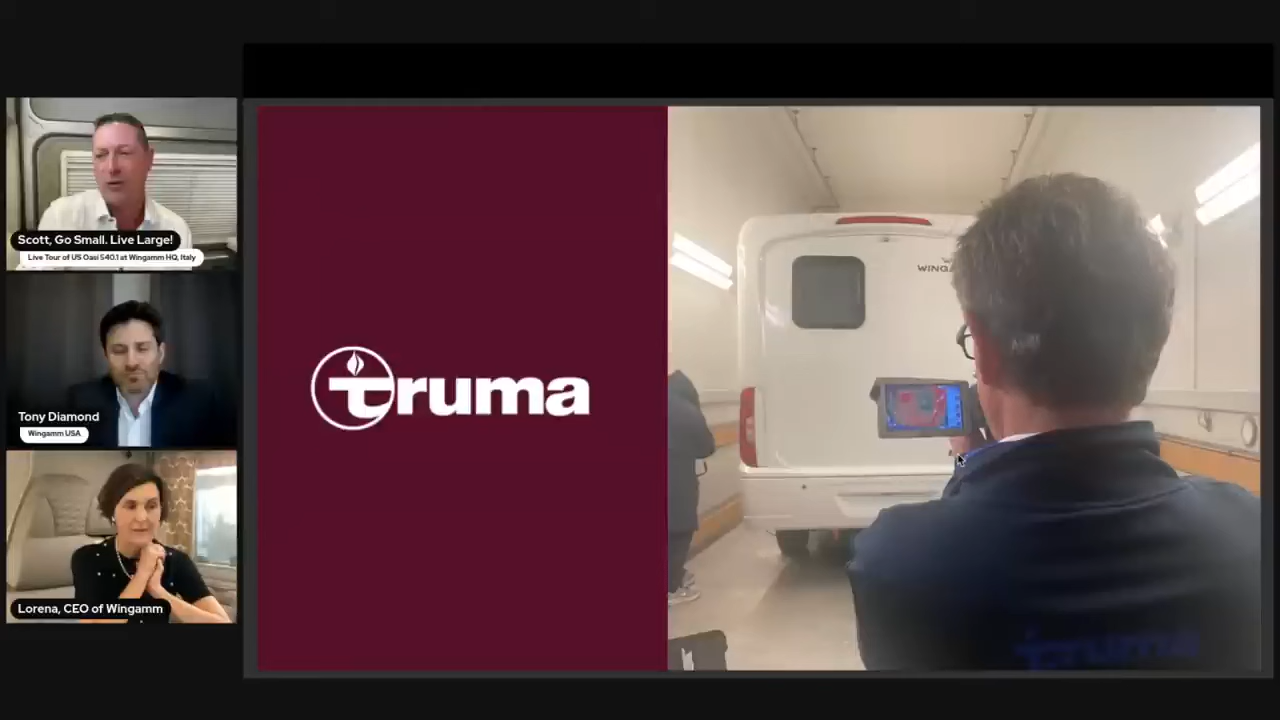 Scott, Go Small. Live Large!
Live Tour of US Oasi 540.1 at Wingamm HQ, Italy
Tony Diamond
Wingamm USA
Lorena, CEO of Wingamm
truma
truma